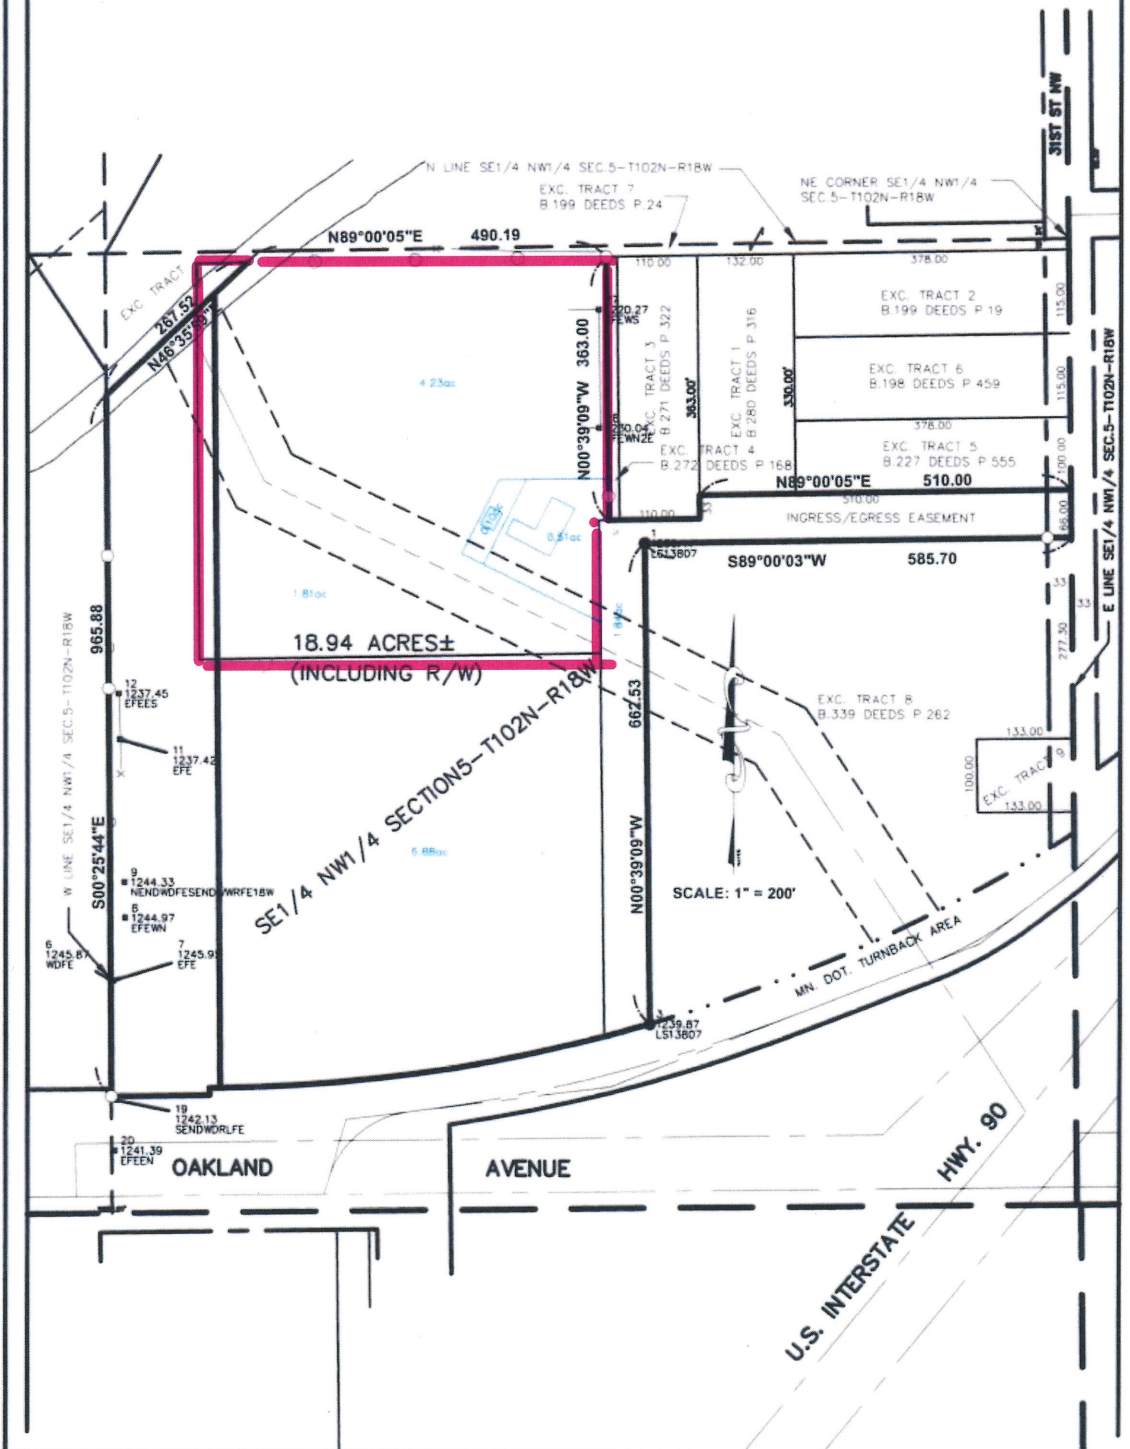 31ST ST NW
N LINE SE1/4 NW1/4 SEC.5-T102N-R18W
EXC. TRACT 7
B.199 DEEDS P.24
NE CORNER SE1/4 NW1/4
SEC.5-T102N-R18W
N89°00'05"E 490.19
110.00
132.00
378.00
EXC. TRACT
267.52
EXC. TRACT 2
B.199 DEEDS P 19
115.00
N00°39'09"W 363.00
EXC. TRACT 3
B.271 DEEDS P 322
363.00'
EXC. TRACT 1
B 280 DEEDS P 316
330.00'
EXC. TRACT 6
B.198 DEEDS P 459
115.00
378.00
4.23ac
EXC. TRACT 4
B.272 DEEDS P 168
EXC. TRACT 5
B.227 DEEDS P 555
100.00
N89°00'05"E 510.00
510.00
33
110.00
INGRESS/EGRESS EASEMENT
66.00
E LINE SE1/4 NW1/4 SEC.5-T102N-R18W
0.51ac
1
LS13807
S89°00'03"W 585.70
33
33
277.30
1.81ac
1.84ac
965.88
W LINE SE1/4 NW1/4 SEC.5-T102N-R18W
18.94 ACRES±
(INCLUDING R/W)
12
1237.45
EFEES
11
1237.42
EFE
662.53
EXC. TRACT 8
B.339 DEEDS P.262
133.00
100.00
EXC. TRACT 9
133.00
SE1/4 NW1/4 SECTION5-T102N-R18W
6.88ac
S00°25'44"E
N00°39'09"W
SCALE: 1" = 200'
9
1244.33
8
1244.97
EFEWN
6
1245.87
WDFE
7
EFE
MN. DOT. TURNBACK AREA
3
1239.87
LS13807
19
1242.13
SENDWDRLFE
20
1241.39
EFEEN
OAKLAND AVENUE
U.S. INTERSTATE HWY. 90